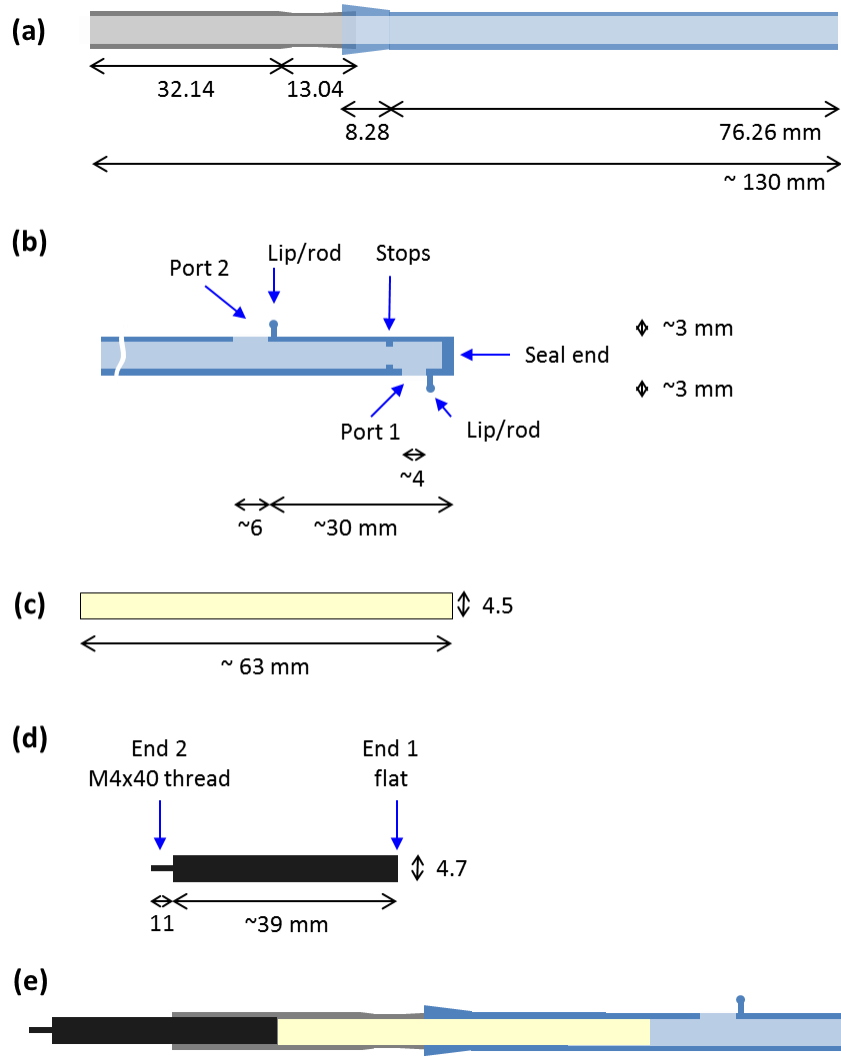 (a)
32.14
13.04
8.28
76.26 mm
~ 130 mm
(b)
Lip/rod
Stops
Port 2
~3 mm
Seal end
~3 mm
Port 1
Lip/rod
~4
~6
~30 mm
(c)
4.5
~ 63 mm
(d)
End 2
M4x40 thread
End 1
flat
4.7
11
~39 mm
(e)